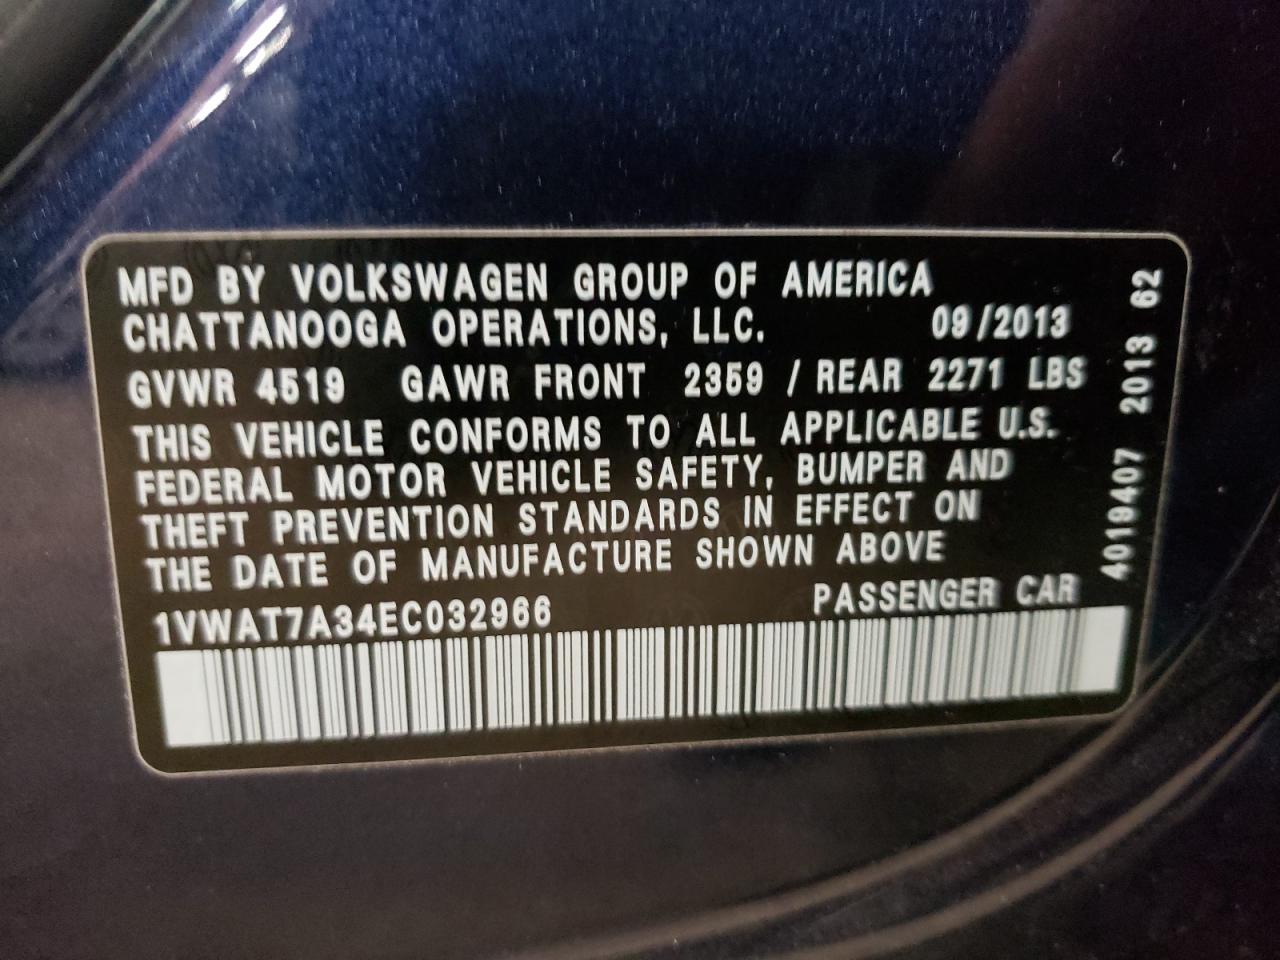 MFD BY VOLKSWAGEN GROUP OF AMERICA
CHATTANOOGA OPERATIONS, LLC. 09/2013
GVWR 4519 GAWR FRONT 2359 / REAR 2271 LBS
THIS VEHICLE CONFORMS TO ALL APPLICABLE U.S.
FEDERAL MOTOR VEHICLE SAFETY, BUMPER AND
THEFT PREVENTION STANDARDS IN EFFECT ON
THE DATE OF MANUFACTURE SHOWN ABOVE
1VWAT7A34EC032966 PASSENGER CAR
4019407 2013 62